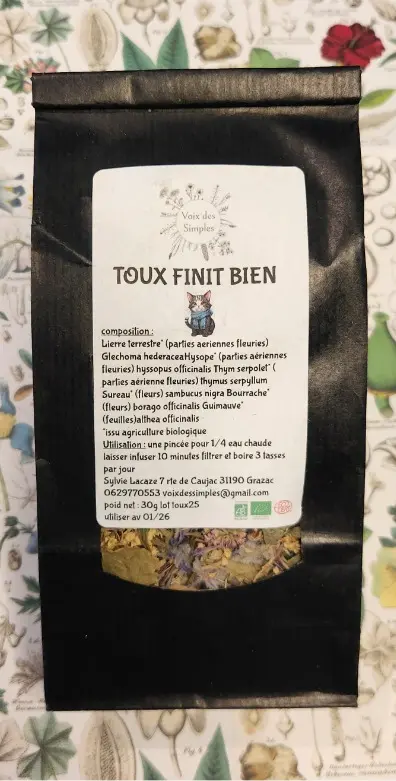 Voix des
Simples
TOUX FINIT BIEN
composition :
Lierre terrestre* (parties aeriennes fleuries)
Glechoma hederaceaHysope* (parties aériennes
fleuries) hyssopus officinalis Thym serpolet* (
parties aérienne fleuries) thymus serpyllum
Sureau* (fleurs) sambucus nigra Bourrache*
(fleurs) borago officinalis Guimauve*
(feuilles)althea officinalis
*issu agriculture biologique
Utilisation : une pincée pour 1/4 eau chaude
laisser infuser 10 minutes filtrer et boire 3 tasses
par jour
Sylvie Lacaze 7 rte de Caujac 31190 Grazac
0629770553 voixdessimples@gmail.com
poid net : 30g lot toux25
utiliser av 01/26
AB